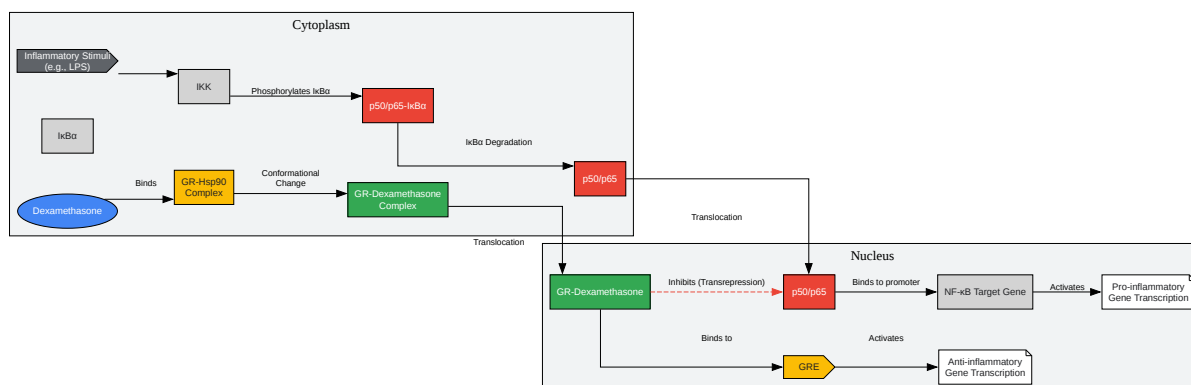 Cytoplasm
Inflammatory Stimuli
(e.g., LPS)
IKK
Phosphorylates IκBα
p50/p65-IκBα
IκBα
IκBα Degradation
p50/p65
Dexamethasone
Binds
GR-Hsp90
Complex
Conformational
Change
GR-Dexamethasone
Complex
Translocation
Translocation
Nucleus
GR-Dexamethasone
Inhibits (Transrepression)
p50/p65
Binds to promoter
NF-κB Target Gene
Activates
Pro-inflammatory
Gene Transcription
Binds to
GRE
Activates
Anti-inflammatory
Gene Transcription